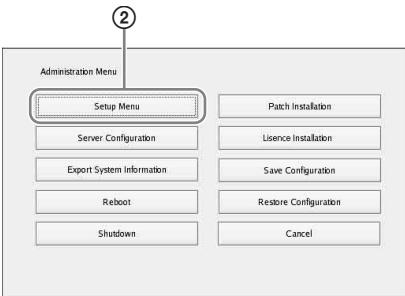 2
Administration Menu
Setup Menu
Patch Installation
Server Configuration
Lisence Installation
Export System Information
Save Configuration
Reboot
Restore Configuration
Shutdown
Cancel